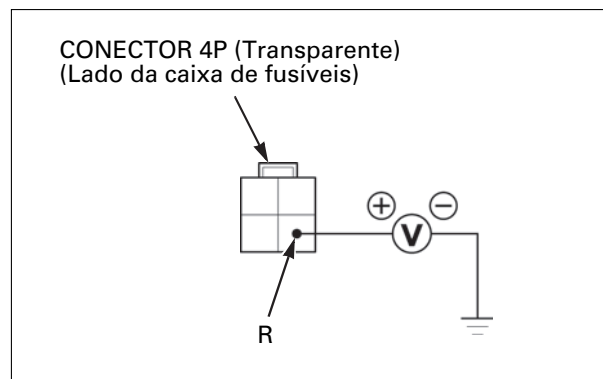 CONECTOR 4P (Transparente)
(Lado da caixa de fusíveis)
+
−
V
R